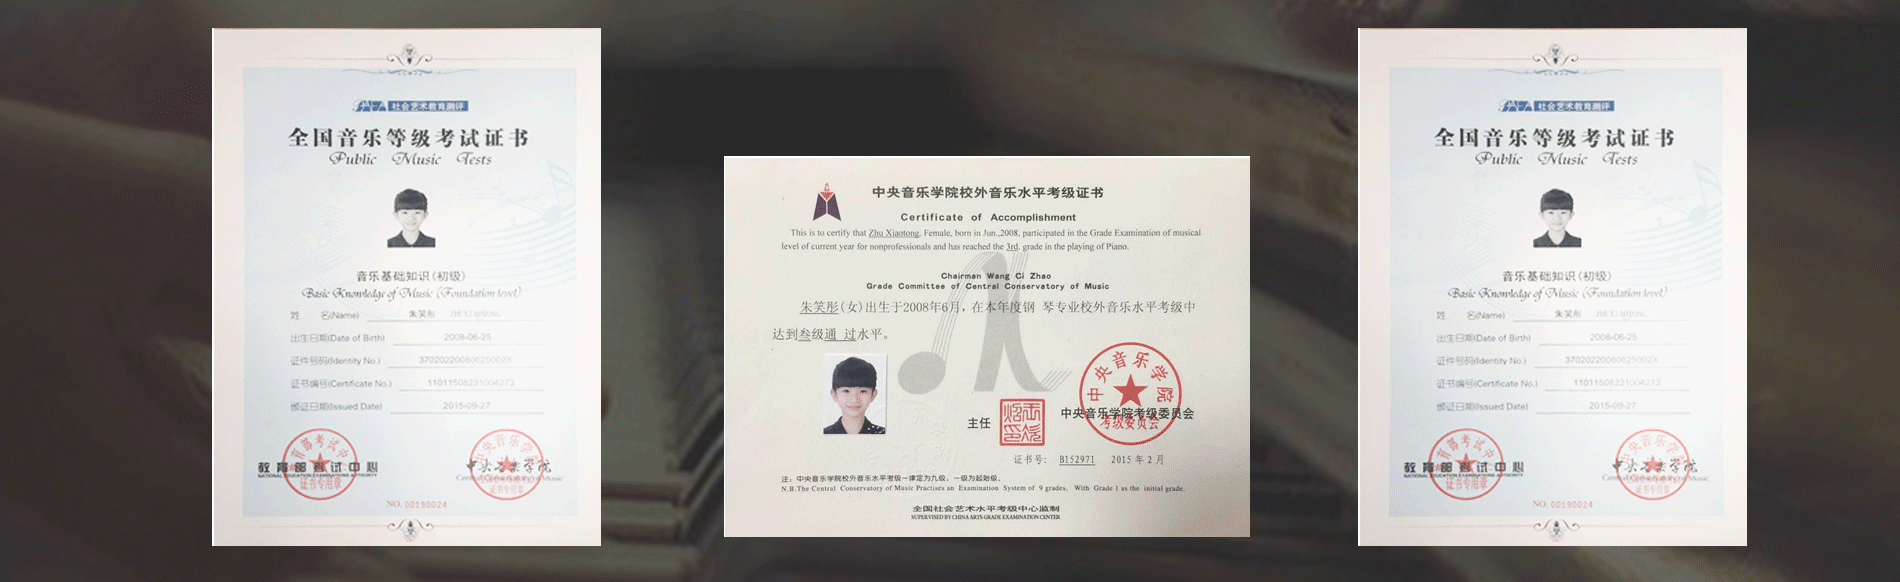 社会艺术教育测评
全国音乐等级考试证书
Public Music Tests
音乐基础知识(初级)
Basic Knowledge of Music (Foundation level)
姓 名(Name) 朱笑彤 ZHU XIAOTONG
出生日期(Date of Birth) 2008-06-25
证件号码(Identity No.) 37020220080625002X
证书编号(Certificate No.) 11011508231004273
颁证日期(Issued Date) 2015-09-27
教育部考试中心
NATIONAL EDUCATION EXAMINATIONS AUTHORITY
证书专用章
中央音乐学院
Central Conservatory of Music
证书专用章
NO. 00190024
中央音乐学院校外音乐水平考级证书
Certificate of Accomplishment
This is to certify that Zhu Xiaotong, Female, born in Jun.,2008, participated in the Grade Examination of musical
level of current year for nonprofessionals and has reached the 3rd. grade in the playing of Piano.
Chairman Wang Ci Zhao
Grade Committee of Central Conservatory of Music
朱笑彤(女)出生于2008年6月,在本年度钢 琴专业校外音乐水平考级中
达到叁级通 过水平。
中央音乐学院
考级委员会
主任
中央音乐学院考级委员会
证书号: B152971 2015 年 2 月
注:中央音乐学院校外音乐水平考级一律定为九级,一级为起始级。
N.B.The Central Conservatory of Music Practises an Examination System of 9 grades, With Grade 1 as the initial grade.
全国社会艺术水平考级中心监制
SUPERVISED BY CHINA ARTS GRADE EXAMINATION CENTER
社会艺术教育测评
全国音乐等级考试证书
Public Music Tests
音乐基础知识(初级)
Basic Knowledge of Music (Foundation level)
姓 名(Name) 朱笑彤 ZHU XIAOTONG
出生日期(Date of Birth) 2008-06-25
证件号码(Identity No.) 37020220080625002X
证书编号(Certificate No.) 11011508231004273
颁证日期(Issued Date) 2015-09-27
教育部考试中心
NATIONAL EDUCATION EXAMINATIONS AUTHORITY
证书专用章
中央音乐学院
Central Conservatory of Music
证书专用章
NO. 00190024